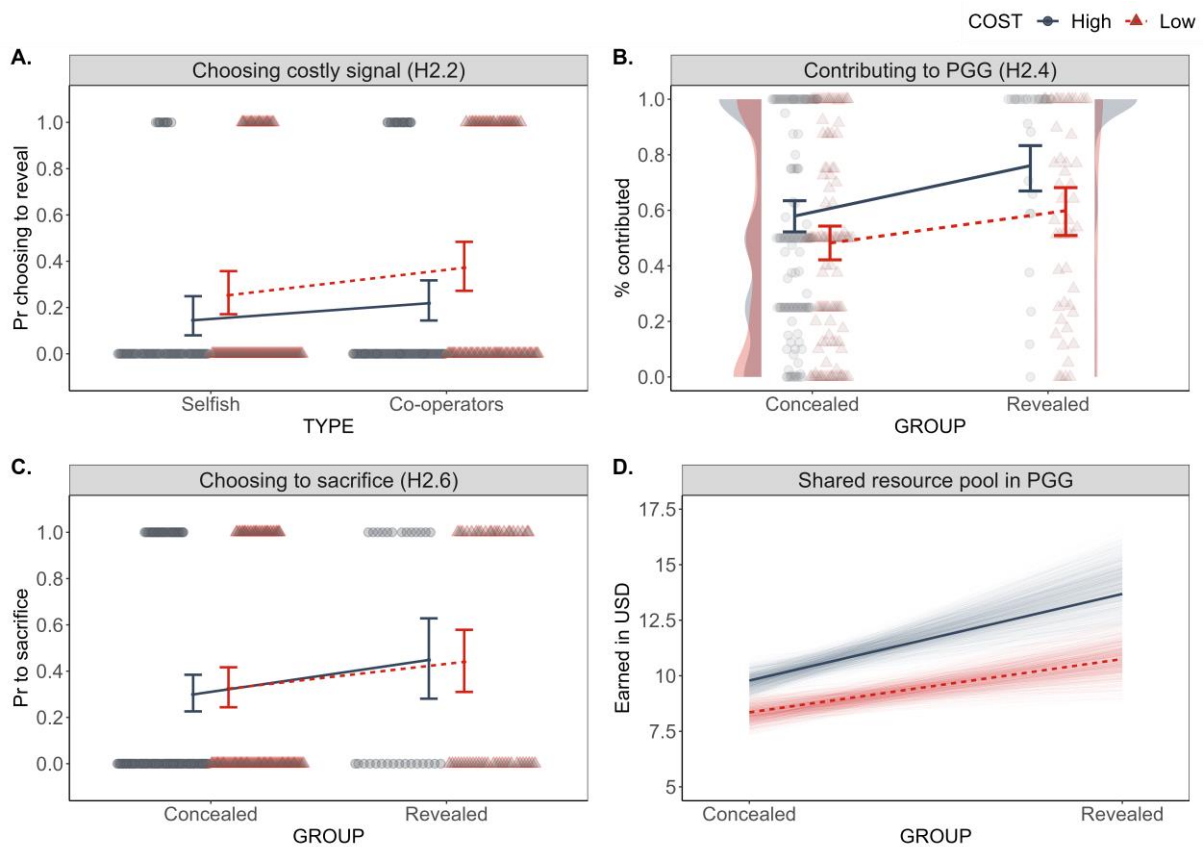 COST High Low
A.
Choosing costly signal (H2.2)
Pr choosing to reveal
1.0
0.8
0.6
0.4
0.2
0.0
Selfish Co-operators
TYPE
B.
Contributing to PGG (H2.4)
% contributed
1.0
0.8
0.6
0.4
0.2
0.0
Concealed Revealed
GROUP
C.
Choosing to sacrifice (H2.6)
Pr to sacrifice
1.0
0.8
0.6
0.4
0.2
0.0
Concealed Revealed
GROUP
D.
Shared resource pool in PGG
Earned in USD
17.5
15
12.5
10
7.5
5
Concealed Revealed
GROUP